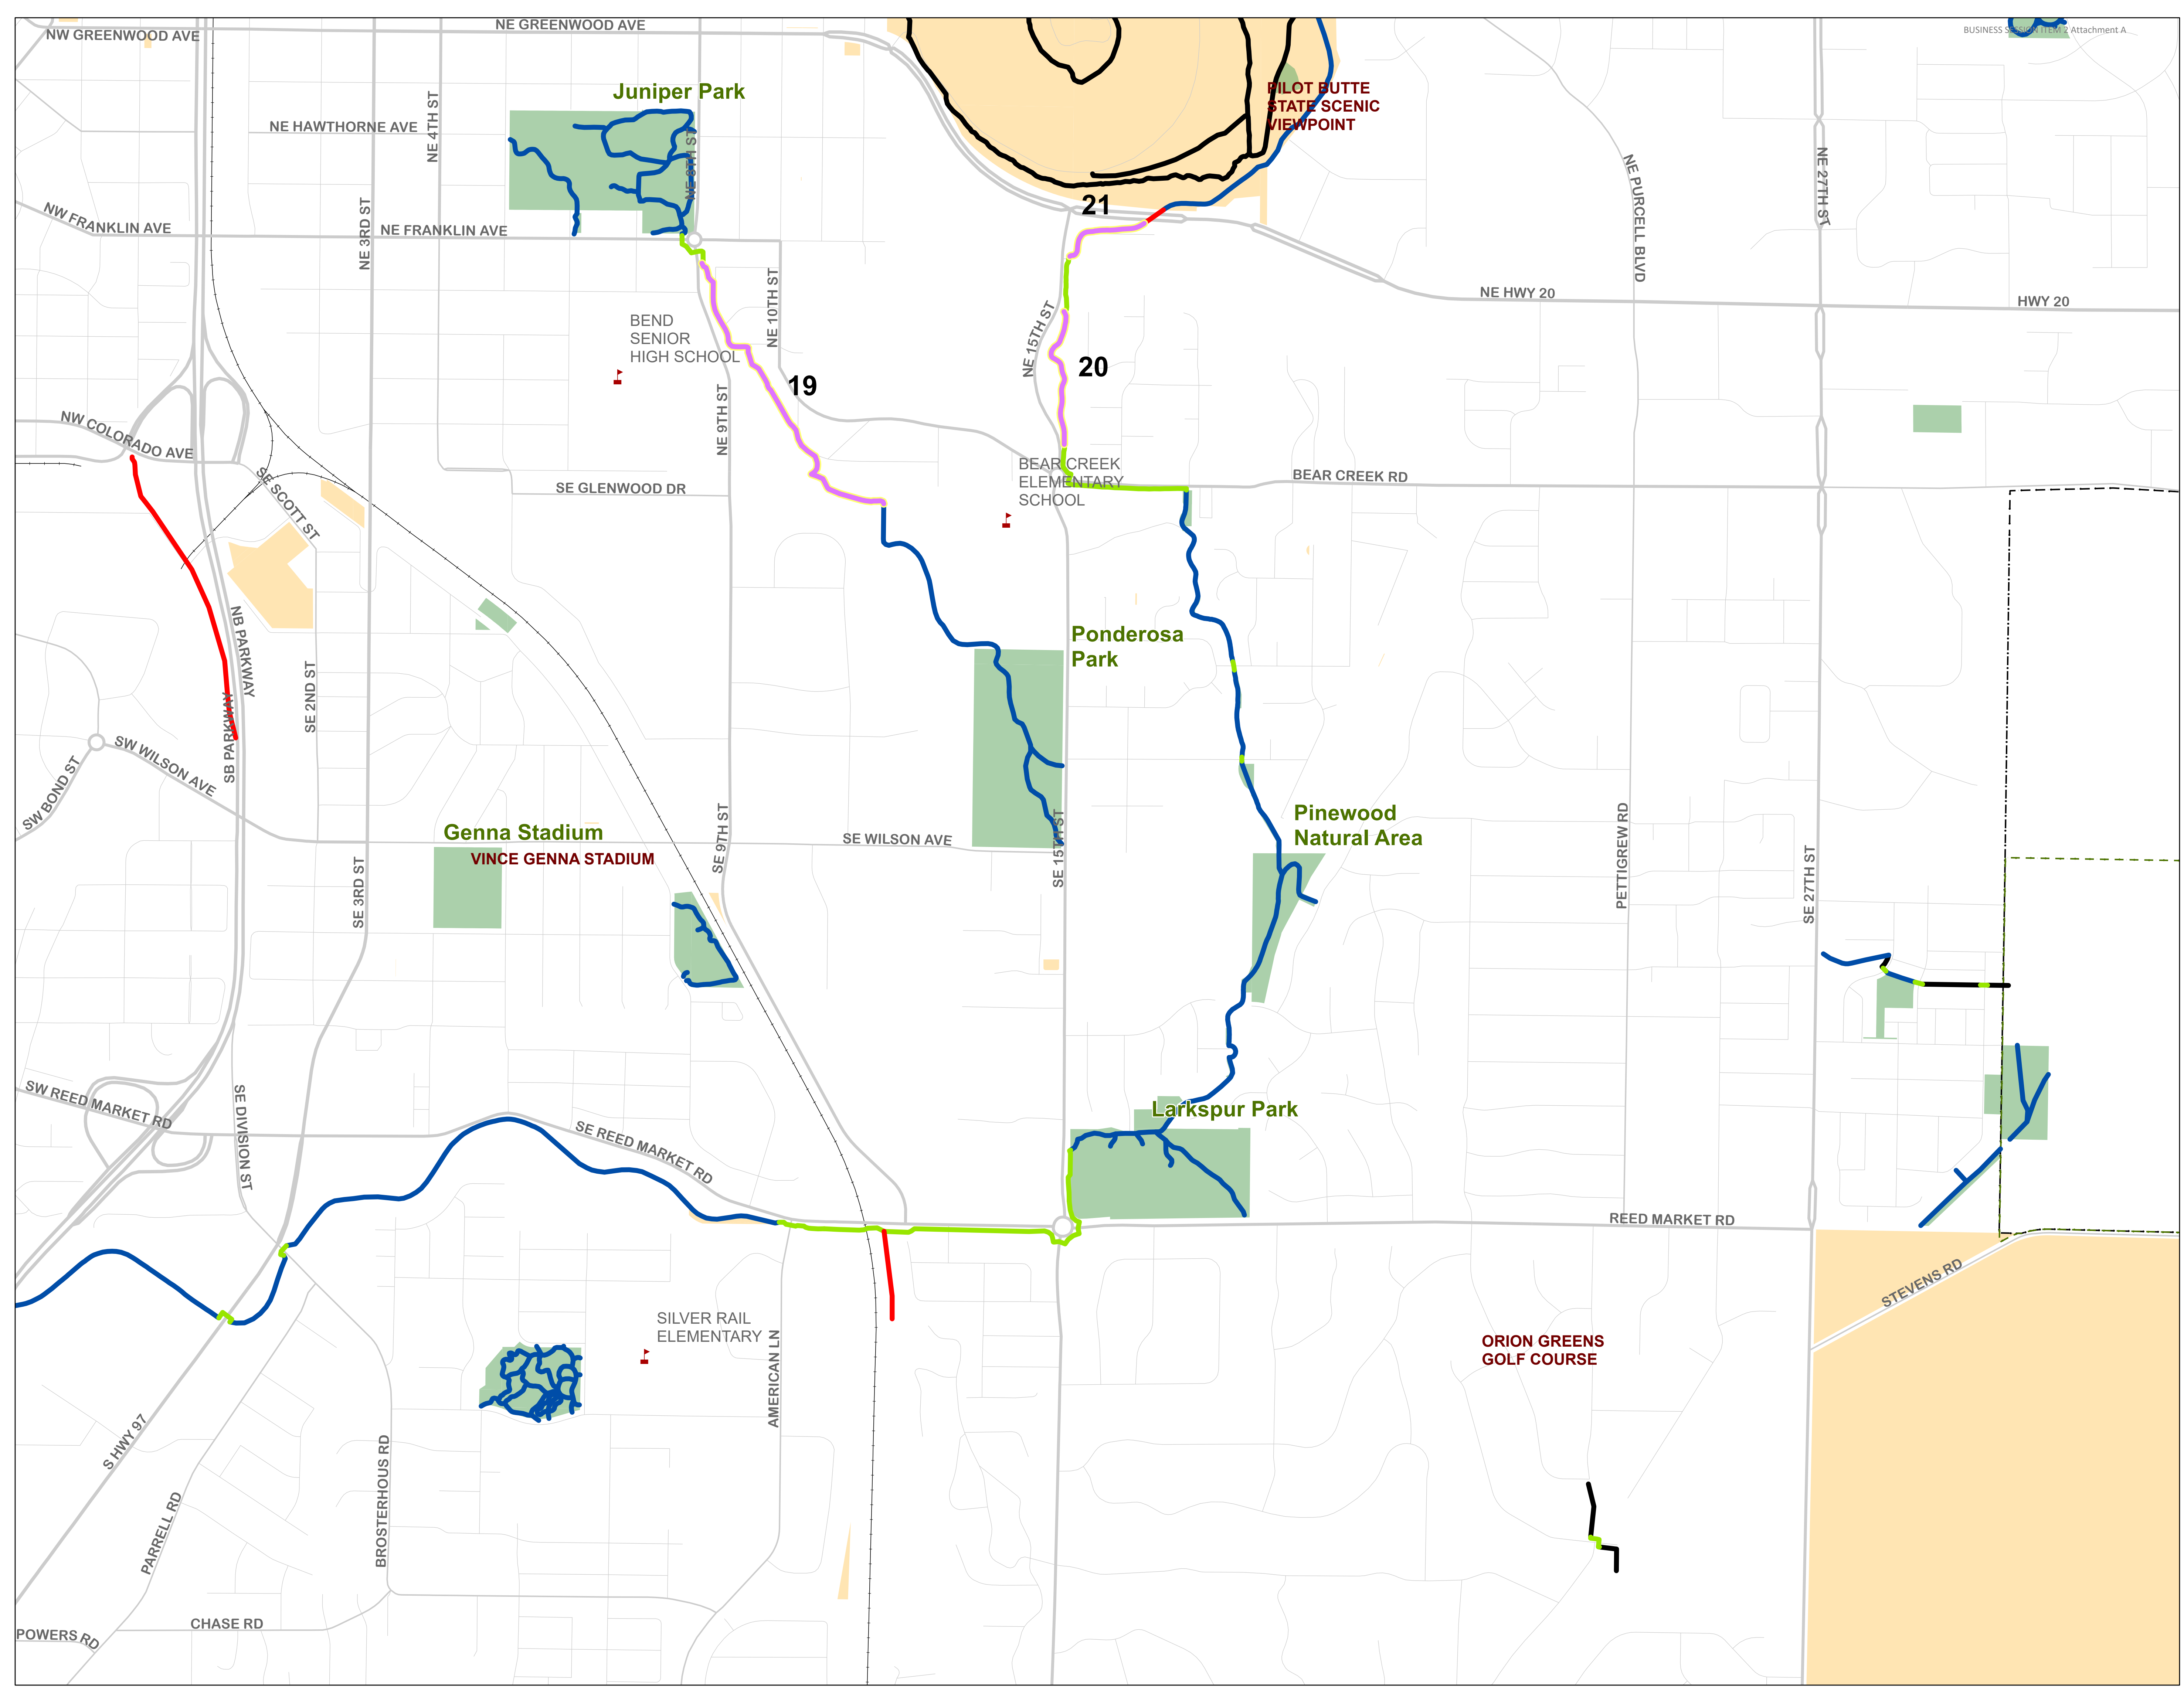 BUSINESS SESSION ITEM 2 Attachment A
NE GREENWOOD AVE
NW GREENWOOD AVE
Juniper Park
PILOT BUTTE
STATE SCENIC
VIEWPOINT
NE HAWTHORNE AVE
NE 4TH ST
NE 8TH ST
NE PURCELL BLVD
NE 27TH ST
21
NW FRANKLIN AVE
NE 3RD ST
NE FRANKLIN AVE
NE 10TH ST
NE HWY 20
HWY 20
BEND
SENIOR
HIGH SCHOOL
NE 15TH ST
20
19
NE 9TH ST
NW COLORADO AVE
SE SCOTT ST
SE GLENWOOD DR
BEAR CREEK
ELEMENTARY
SCHOOL
BEAR CREEK RD
NB PARKWAY
SB PARKWAY
SE 2ND ST
Ponderosa
Park
SW WILSON AVE
SW BOND ST
Genna Stadium
VINCE GENNA STADIUM
SE 3RD ST
SE 9TH ST
SE WILSON AVE
SE 15TH ST
Pinewood
Natural Area
PETTIGREW RD
SE 27TH ST
SW REED MARKET RD
SE DIVISION ST
SE REED MARKET RD
Larkspur Park
REED MARKET RD
STEVENS RD
SILVER RAIL
ELEMENTARY
AMERICAN LN
ORION GREENS
GOLF COURSE
S HWY 97
PARRELL RD
BROSTERHOUS RD
CHASE RD
POWERS RD